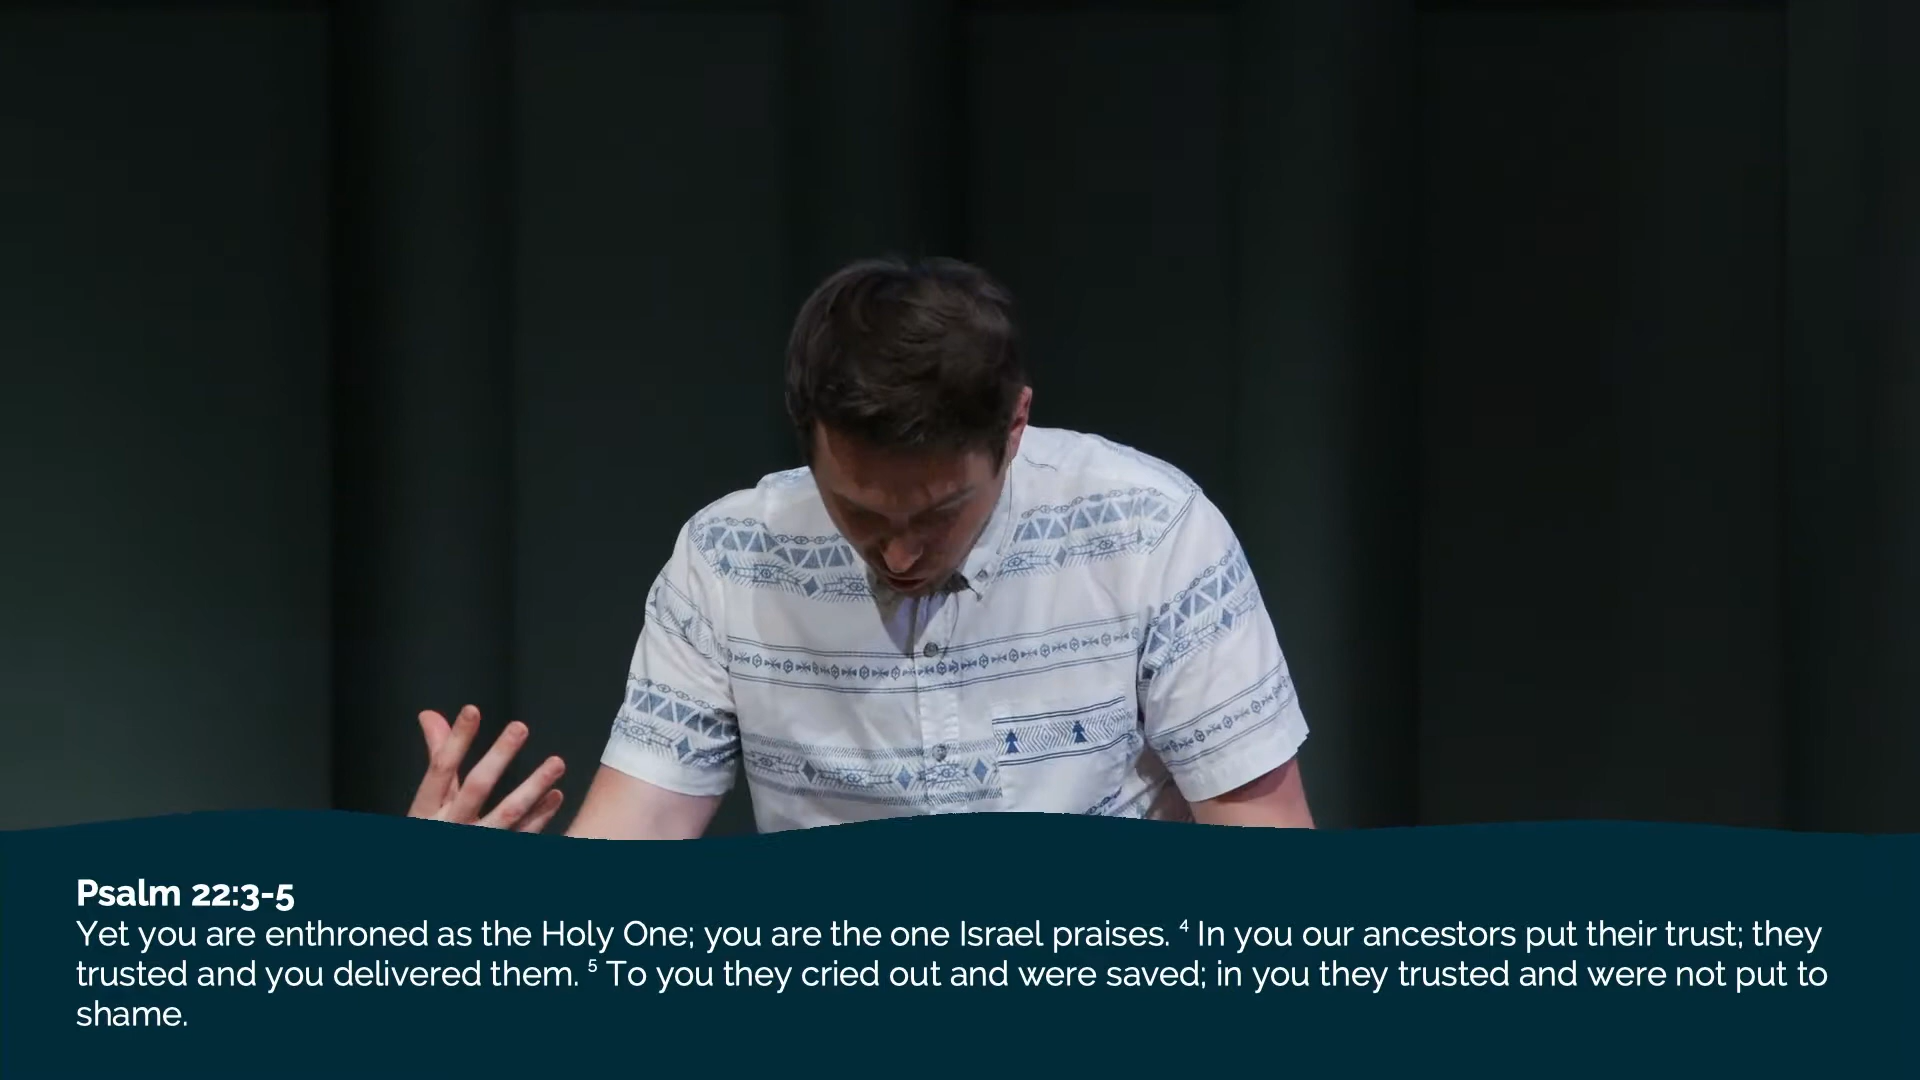 Psalm 22:3-5
Yet you are enthroned as the Holy One; you are the one Israel praises. ⁴ In you our ancestors put their trust; they
trusted and you delivered them. ⁵ To you they cried out and were saved; in you they trusted and were not put to
shame.